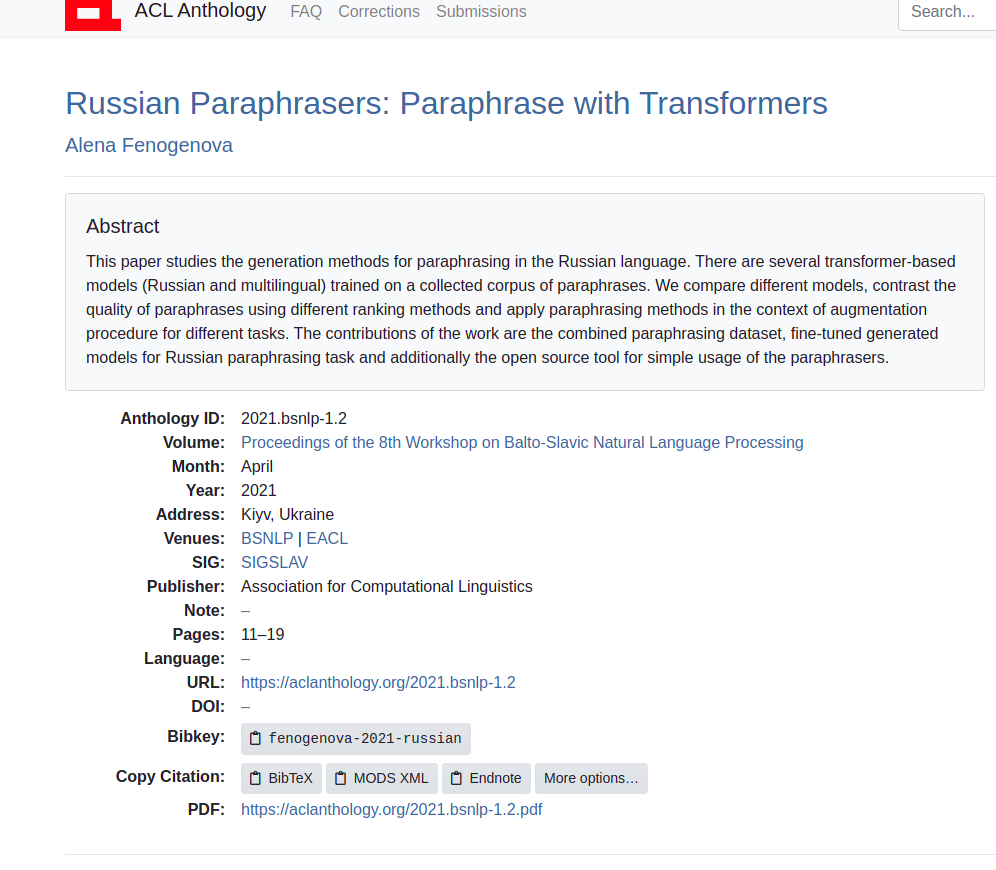 ACL Anthology FAQ Corrections Submissions Search...
Russian Paraphrasers: Paraphrase with Transformers
Alena Fenogenova
Abstract
This paper studies the generation methods for paraphrasing in the Russian language. There are several transformer-based
models (Russian and multilingual) trained on a collected corpus of paraphrases. We compare different models, contrast the
quality of paraphrases using different ranking methods and apply paraphrasing methods in the context of augmentation
procedure for different tasks. The contributions of the work are the combined paraphrasing dataset, fine-tuned generated
models for Russian paraphrasing task and additionally the open source tool for simple usage of the paraphrasers.
Anthology ID: 2021.bsnlp-1.2
Volume: Proceedings of the 8th Workshop on Balto-Slavic Natural Language Processing
Month: April
Year: 2021
Address: Kiyv, Ukraine
Venues: BSNLP | EACL
SIG: SIGSLAV
Publisher: Association for Computational Linguistics
Note: –
Pages: 11–19
Language: –
URL: https://aclanthology.org/2021.bsnlp-1.2
DOI: –
Bibkey: fenogenova-2021-russian
Copy Citation: BibTeX MODS XML Endnote More options…
PDF: https://aclanthology.org/2021.bsnlp-1.2.pdf